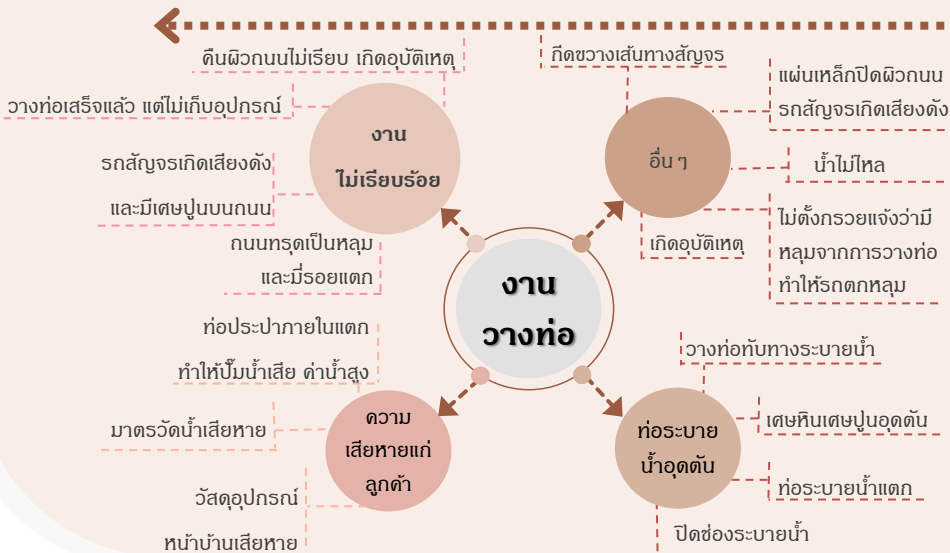 คืนผิวถนนไม่เรียบ เกิดอุบัติเหตุ
วางท่อเสร็จแล้ว แต่ไม่เก็บอุปกรณ์
รถสัญจรเกิดเสียงดัง
และมีเศษปูนบนถนน
ถนนทรุดเป็นหลุม
และมี่รอยแตก
งาน
ไม่เรียบร้อย
กีดขวางเส้นทางสัญจร
แผ่นเหล็กปิดผิวถนน
รถสัญจรเกิดเสียงดัง
น้ำไม่ไหล
ไม่ตั้งกรวยแจ้งว่ามี
หลุมจากการวางท่อ
ทำให้รถตกหลุม
เกิดอุบัติเหตุ
อื่น ๆ
งาน
วางท่อ
ท่อประปาภายในแตก
ทำให้ปั๊มน้ำเสีย ค่าน้ำสูง
มาตรวัดน้ำเสียหาย
วัสดุอุปกรณ์
หน้าบ้านเสียหาย
ความ
เสียหายแก่
ลูกค้า
วางท่อทับทางระบายน้ำ
เศษหินเศษปูนอุดตัน
ท่อระบายน้ำแตก
ปิดช่องระบายน้ำ
ท่อระบาย
น้ำอุดตัน